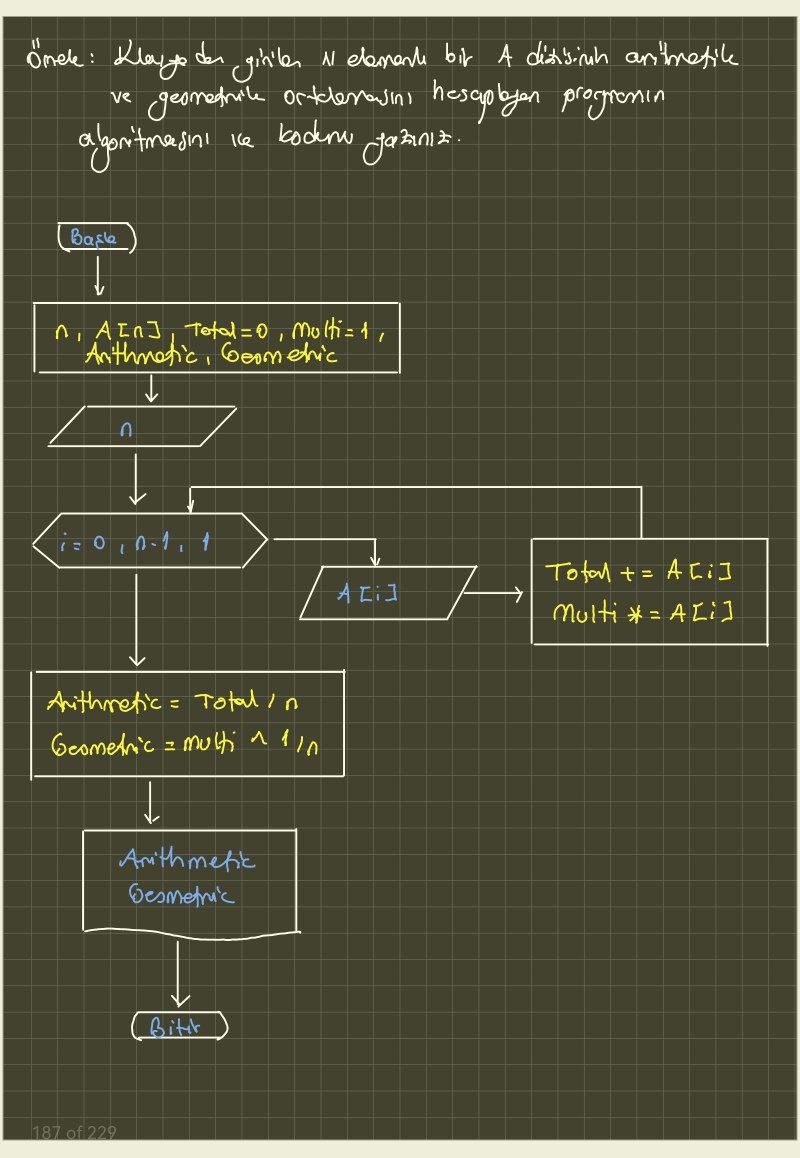 Örnek: Klavyeden girilen N elemanlı bir A dizisinin aritmetik
ve geometrik ortalamasını hesaplayan programın
algoritmasını ve kodunu yazınız.
Başla
n, A[n], Total=0, Multi=1,
Arithmetic, Geometric
n
i=0, n-1, 1
A[i]
Total += A[i]
Multi *= A[i]
Arithmetic = Total / n
Geometric = multi ^ 1/n
Arithmetic
Geometric
Bitir
187 of 229